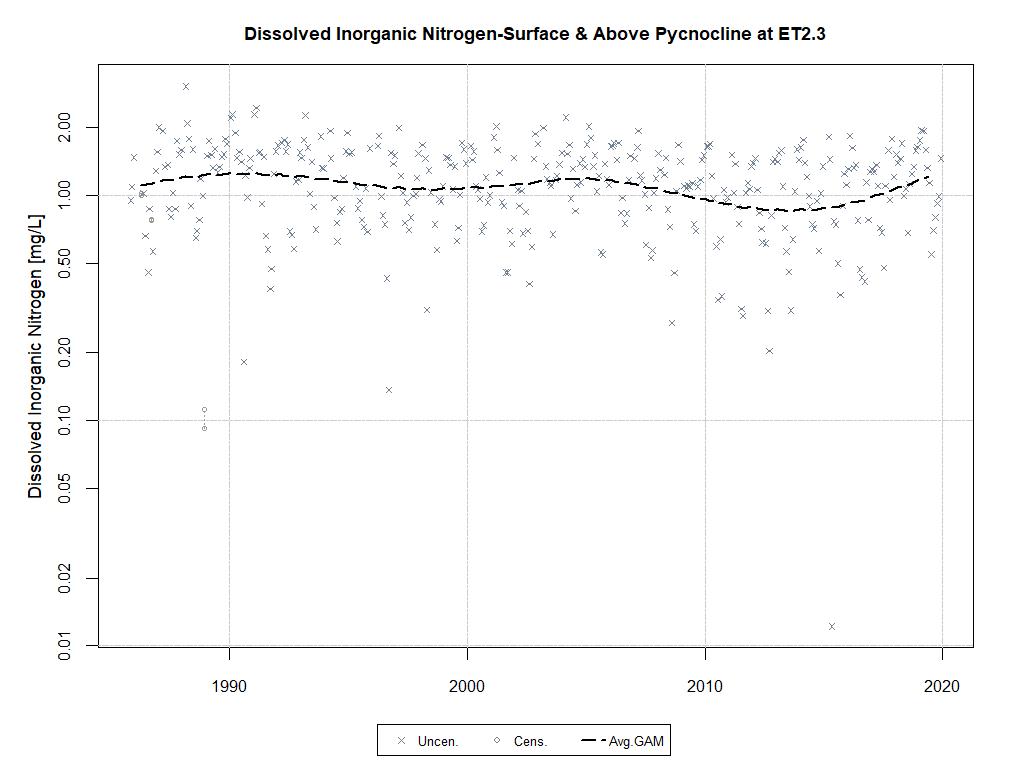 Dissolved Inorganic Nitrogen-Surface & Above Pycnocline at ET2.3
Dissolved Inorganic Nitrogen [mg/L]
2.00
1.00
0.50
0.20
0.10
0.05
0.02
0.01
1990 2000 2010 2020
Uncen. Cens. Avg.GAM